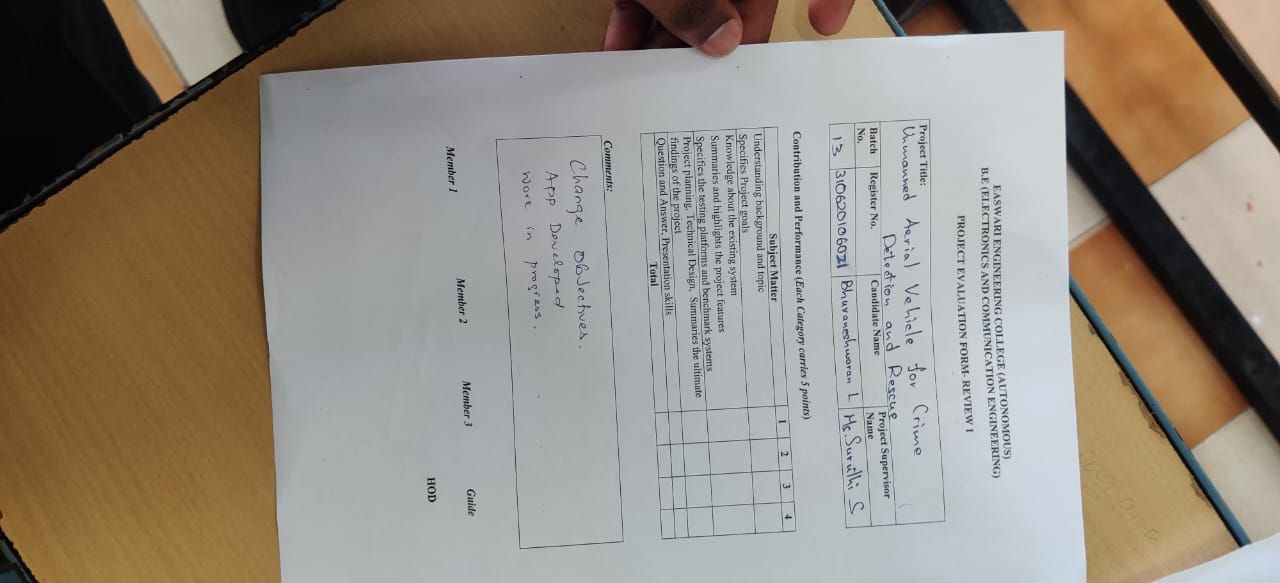 EASWARI ENGINEERING COLLEGE (AUTONOMOUS)
B.E (ELECTRONICS AND COMMUNICATION ENGINEERING)
PROJECT EVALUATION FORM- REVIEW I
Project Title:
Unmanned Aerial Vehicle for Crime
Detection and Rescue
Batch No. Register No. Candidate Name Project Supervisor Name
13 310620106021 Bhuvaneshwaran L Ms. Suruthi S
Contribution and Performance (Each Category carries 5 points)
Subject Matter 1 2 3 4
Understanding background and topic
Specifies Project goals
Knowledge about the existing system
Summaries and highlights the project features
Specifies the testing platforms and benchmark systems
Project planning, Technical Design, Summaries the ultimate
findings of the project
Question and Answer, Presentation skills
Total
Comments:
Change Objectives.
App Developed
Work in progress.
Member 1 Member 2 Member 3 Guide
HOD